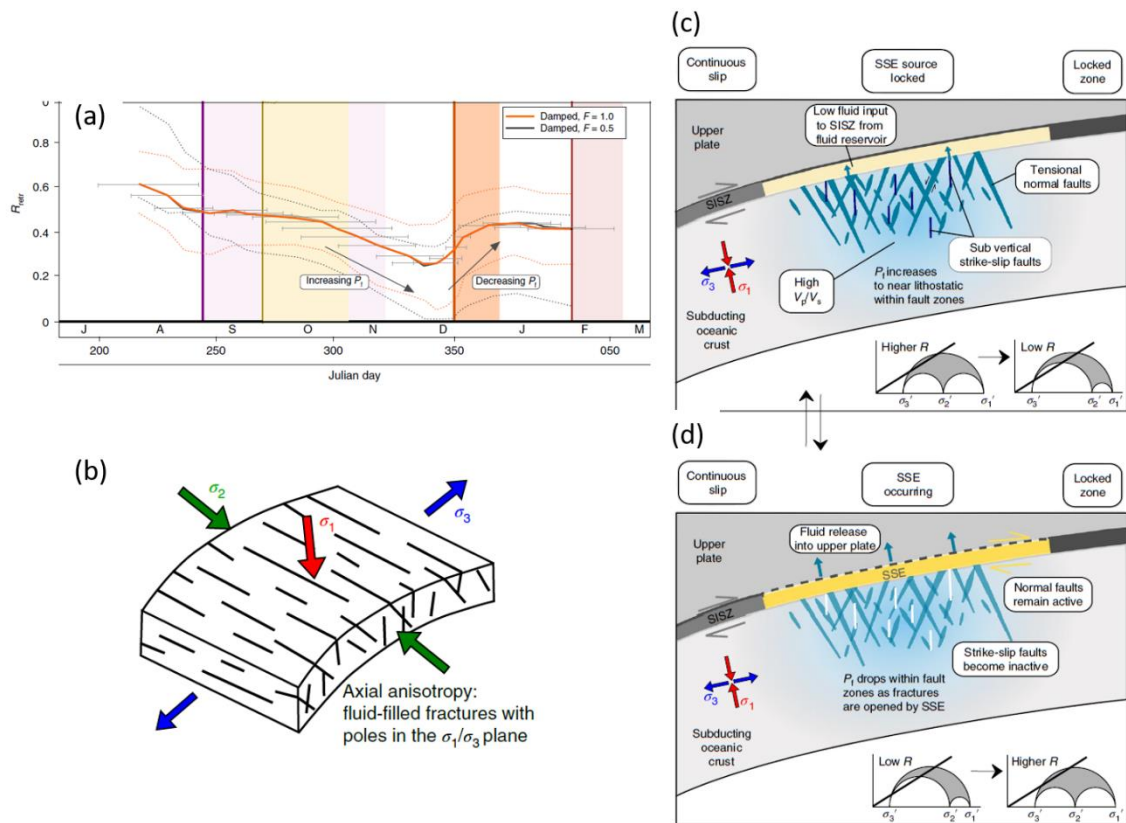 (a)
0
0.8
0.6
0.4
0.2
0
R_retr
Damped, F = 1.0
Damped, F = 0.5
Increasing P_f
Decreasing P_f
J A S O N D J F M
200 250 300 350 050
Julian day
(b)
σ2
σ1
σ3
Axial anisotropy:
fluid-filled fractures with
poles in the σ1/σ3 plane
(c)
Continuous
slip
SSE source
locked
Locked
zone
Upper
plate
Low fluid input
to SISZ from
fluid reservoir
SISZ
Tensional
normal faults
Sub vertical
strike-slip faults
σ3
σ1
High
Vp/Vs
Pf increases
to near lithostatic
within fault zones
Subducting
oceanic
crust
Higher R
Low R
σ3′ σ2′ σ1′
σ3′ σ2′ σ1′
(d)
Continuous
slip
SSE
occurring
Locked
zone
Upper
plate
Fluid release
into upper plate
SSE
SISZ
Normal faults
remain active
Strike-slip faults
become inactive
σ3
σ1
Pf drops within fault
zones as fractures
are opened by SSE
Subducting
oceanic
crust
Low R
Higher R
σ3′ σ2′ σ1′
σ3′ σ2′ σ1′